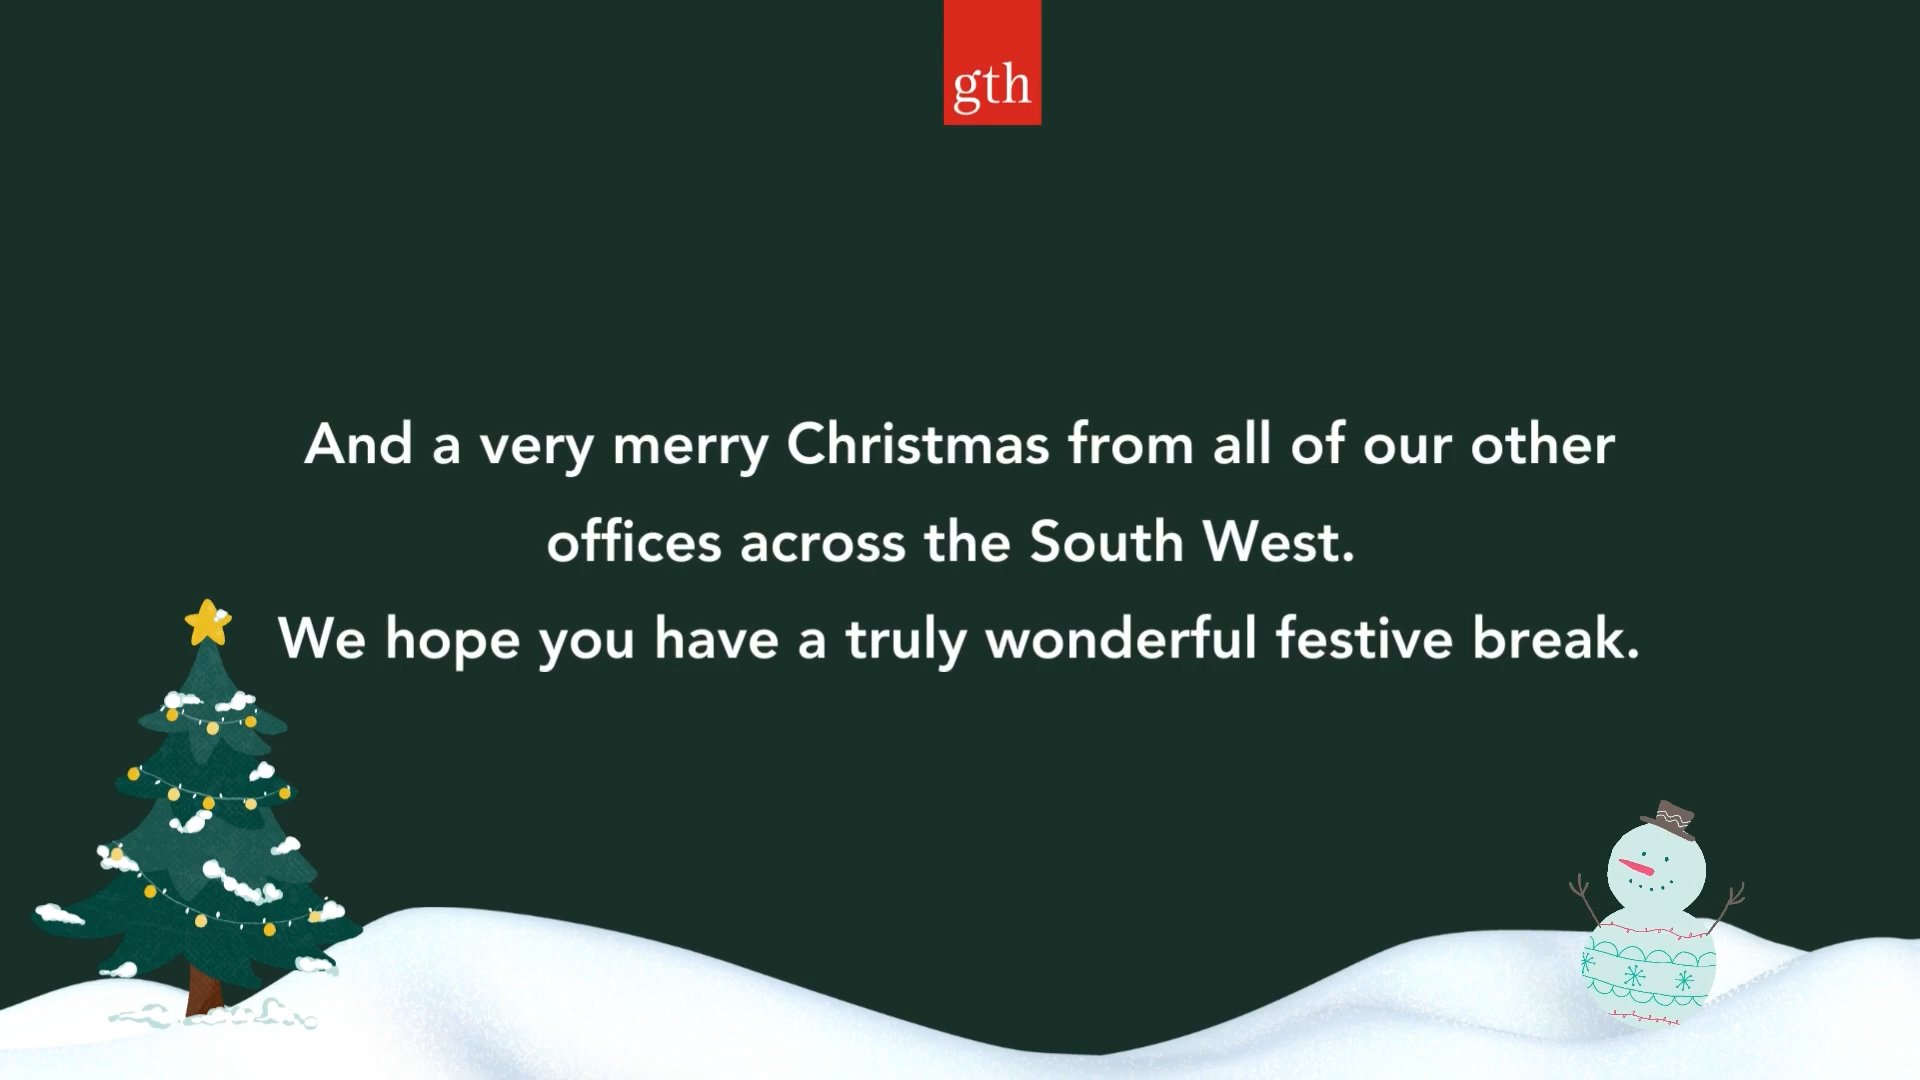 gth
And a very merry Christmas from all of our other
offices across the South West.
We hope you have a truly wonderful festive break.